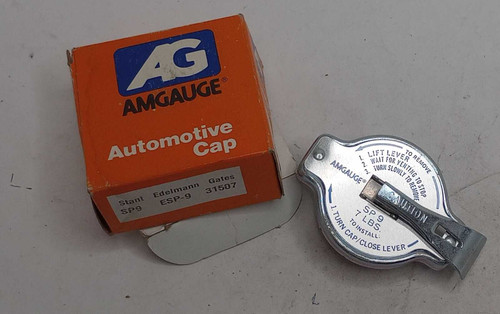 AG
AMGAUGE®
Automotive
Cap
Stant Edelmann Gates
SP9 ESP-9 31507
LIFT LEVER TO REMOVE
WAIT FOR VENTING TO STOP
TURN SLOWLY TO REMOVE
AMGAUGE
CAUTION
SP 9
7 LBS.
TO INSTALL:
TURN CAP/CLOSE LEVER